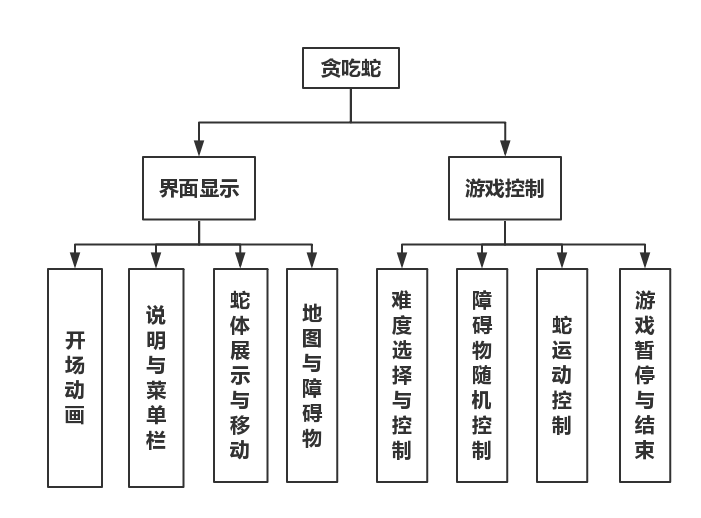 贪吃蛇
界面显示
游戏控制
开场动画
说明与菜单栏
蛇体展示与移动
地图与障碍物
难度选择与控制
障碍物随机控制
蛇运动控制
游戏暂停与结束